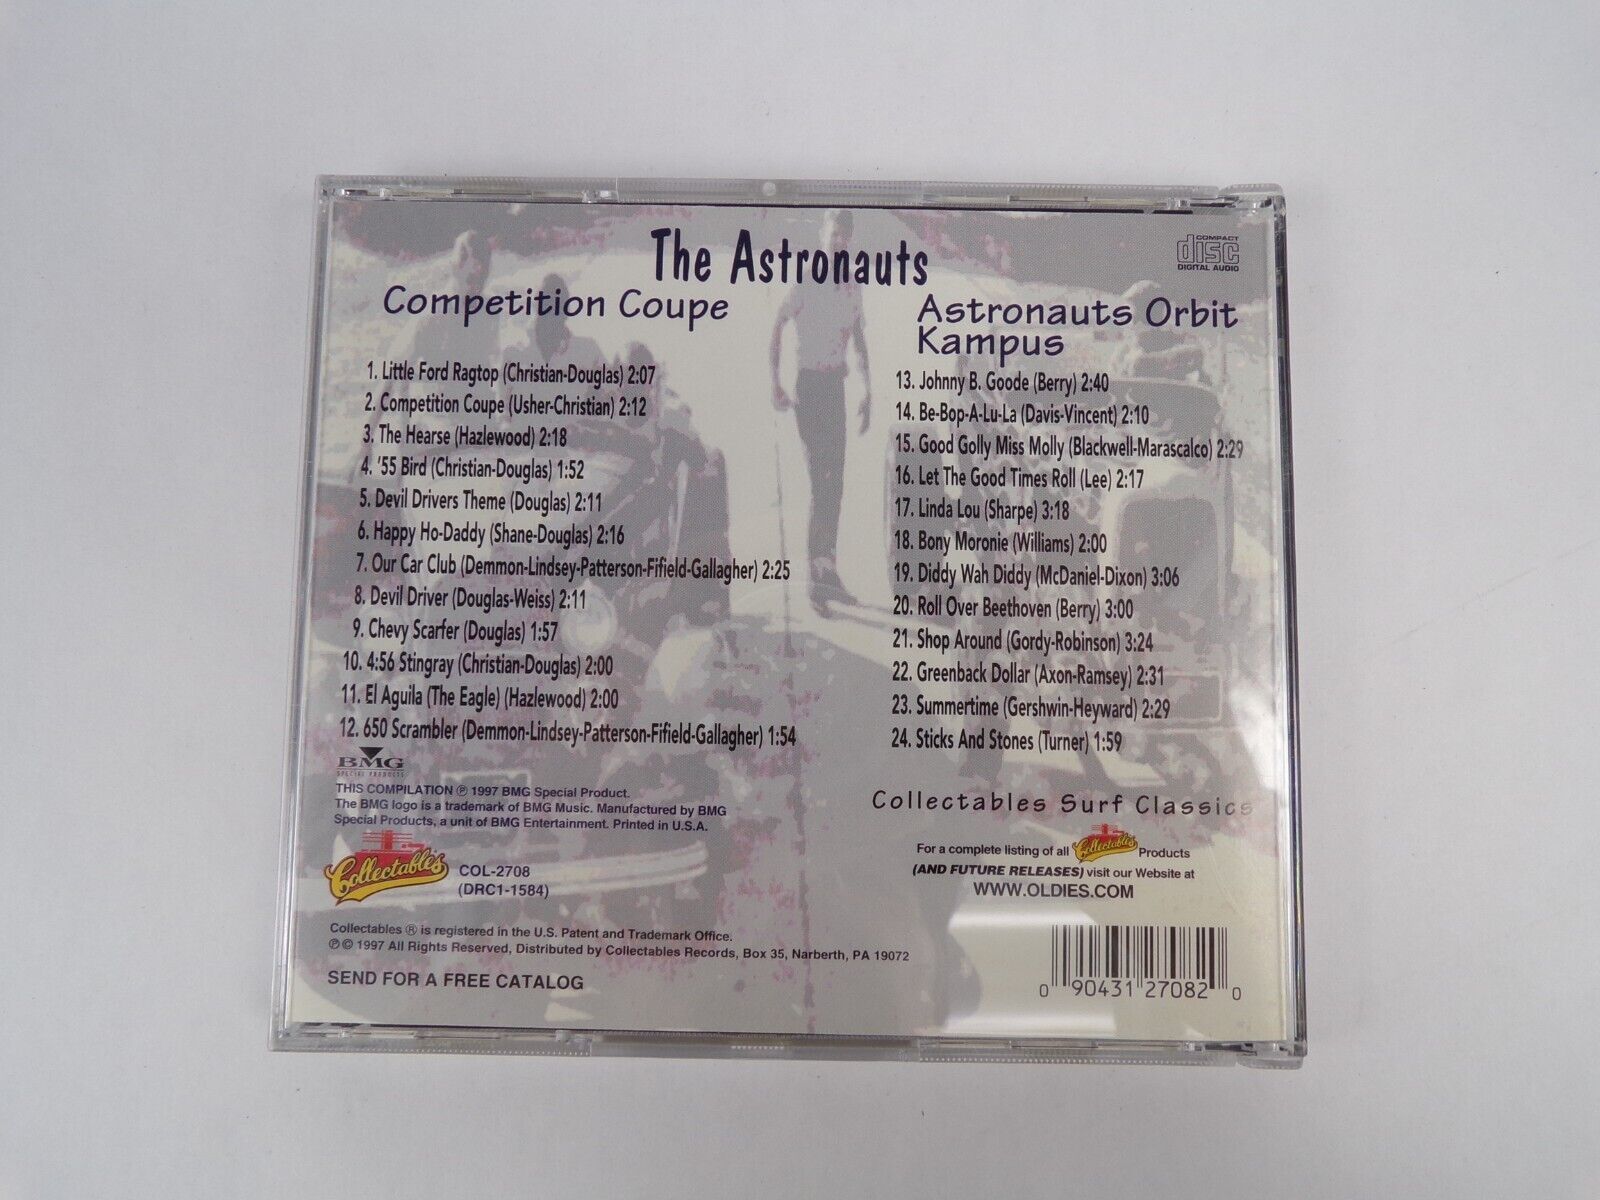 The Astronauts
COMPACT
disc
DIGITAL AUDIO
Competition Coupe
1. Little Ford Ragtop (Christian-Douglas) 2:07
2. Competition Coupe (Usher-Christian) 2:12
3. The Hearse (Hazlewood) 2:18
4. '55 Bird (Christian-Douglas) 1:52
5. Devil Drivers Theme (Douglas) 2:11
6. Happy Ho-Daddy (Shane-Douglas) 2:16
7. Our Car Club (Demmon-Lindsey-Patterson-Fifield-Gallagher) 2:25
8. Devil Driver (Douglas-Weiss) 2:11
9. Chevy Scarfer (Douglas) 1:57
10. 4:56 Stingray (Christian-Douglas) 2:00
11. El Aguila (The Eagle) (Hazlewood) 2:00
12. 650 Scrambler (Demmon-Lindsey-Patterson-Fifield-Gallagher) 1:54
Astronauts Orbit
Kampus
13. Johnny B. Goode (Berry) 2:40
14. Be-Bop-A-Lu-La (Davis-Vincent) 2:10
15. Good Golly Miss Molly (Blackwell-Marascalco) 2:29
16. Let The Good Times Roll (Lee) 2:17
17. Linda Lou (Sharpe) 3:18
18. Bony Moronie (Williams) 2:00
19. Diddy Wah Diddy (McDaniel-Dixon) 3:06
20. Roll Over Beethoven (Berry) 3:00
21. Shop Around (Gordy-Robinson) 3:24
22. Greenback Dollar (Axon-Ramsey) 2:31
23. Summertime (Gershwin-Heyward) 2:29
24. Sticks And Stones (Turner) 1:59
BMG
SPECIAL PRODUCTS
THIS COMPILATION ℗ 1997 BMG Special Product.
The BMG logo is a trademark of BMG Music. Manufactured by BMG
Special Products, a unit of BMG Entertainment. Printed in U.S.A.
Collectables
COL-2708
(DRC1-1584)
Collectables ® is registered in the U.S. Patent and Trademark Office.
℗ © 1997 All Rights Reserved, Distributed by Collectables Records, Box 35, Narberth, PA 19072
SEND FOR A FREE CATALOG
Collectables Surf Classics
For a complete listing of all Collectables Products
(AND FUTURE RELEASES) visit our Website at
WWW.OLDIES.COM
0 90431 27082 0